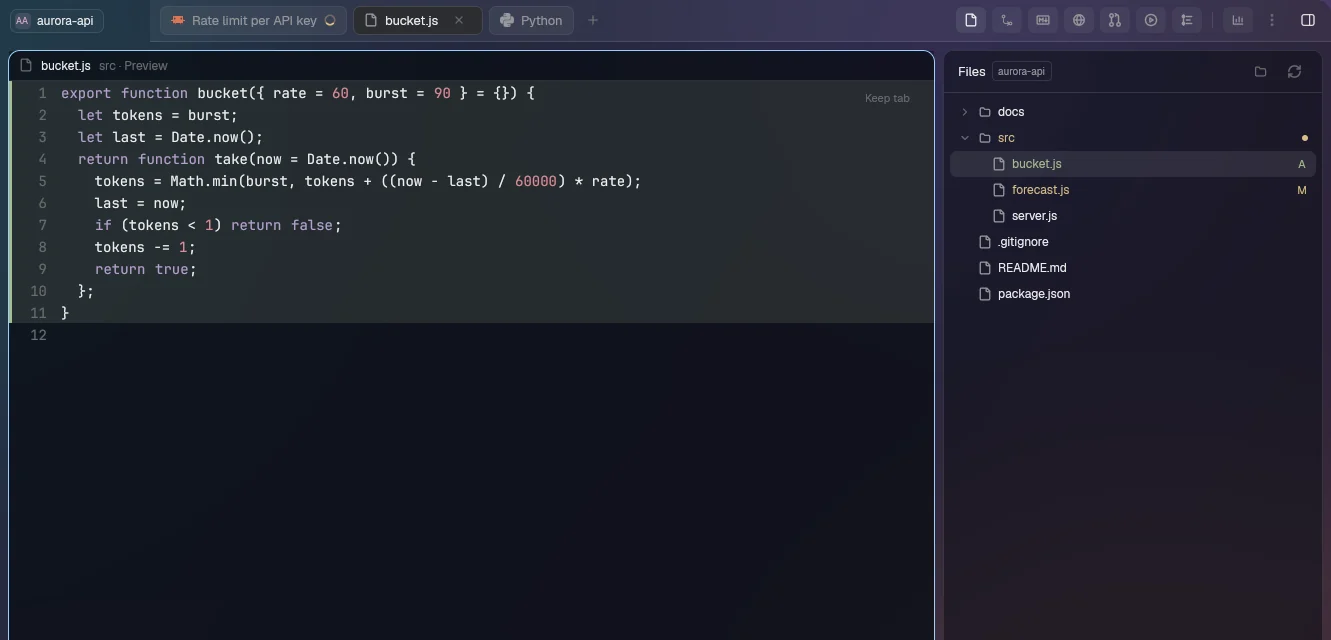 AA aurora-api
Rate limit per API key
bucket.js
Python
bucket.js src · Preview
Keep tab
1 export function bucket({ rate = 60, burst = 90 } = {}) {
2 let tokens = burst;
3 let last = Date.now();
4 return function take(now = Date.now()) {
5 tokens = Math.min(burst, tokens + ((now - last) / 60000) * rate);
6 last = now;
7 if (tokens < 1) return false;
8 tokens -= 1;
9 return true;
10 };
11 }
12
Files aurora-api
docs
src
bucket.js A
forecast.js M
server.js
.gitignore
README.md
package.json